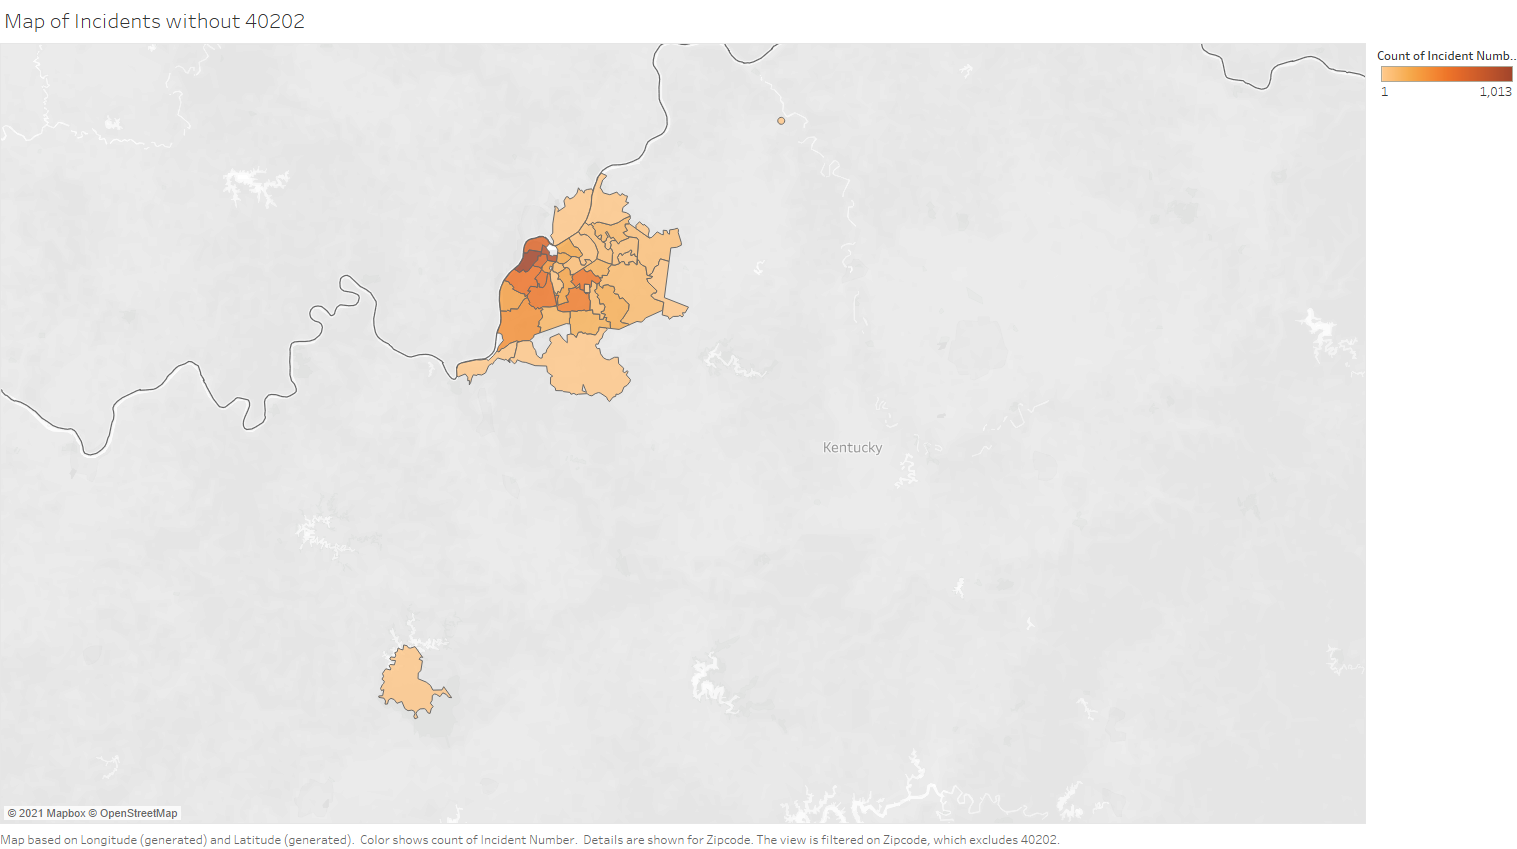 Map of Incidents without 40202
Count of Incident Numb..
1 1,013
Kentucky
© 2021 Mapbox © OpenStreetMap
Map based on Longitude (generated) and Latitude (generated). Color shows count of Incident Number. Details are shown for Zipcode. The view is filtered on Zipcode, which excludes 40202.